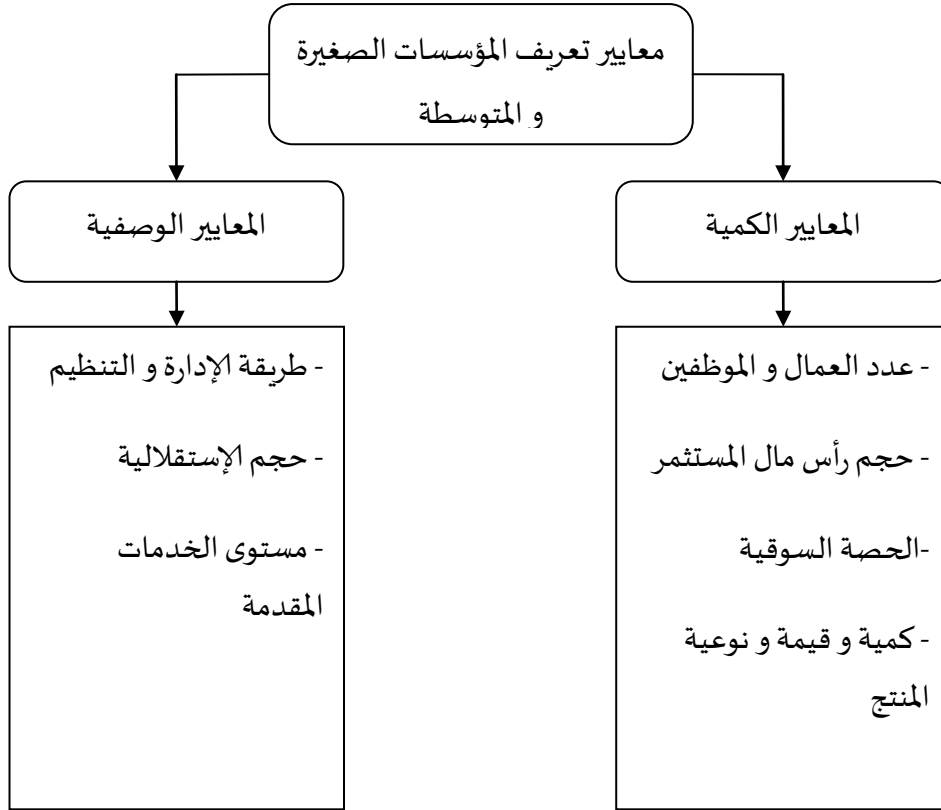 معايير تعريف المؤسسات الصغيرة
و المتوسطة
المعايير الكمية
المعايير الوصفية
- عدد العمال و الموظفين
- حجم رأس مال المستثمر
-الحصة السوقية
- كمية و قيمة و نوعية
المنتج
- طريقة الإدارة و التنظيم
- حجم الإستقلالية
- مستوى الخدمات
المقدمة